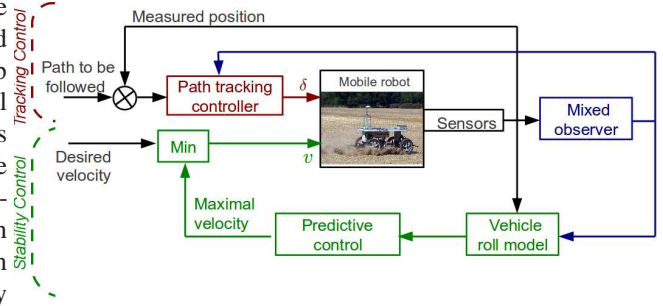 Measured position
Tracking Control
Path to be
followed
Path tracking
controller
δ
Mobile robot
Sensors
Mixed
observer
Stability Control
Desired
velocity
Min
v
Maximal
velocity
Predictive
control
Vehicle
roll model